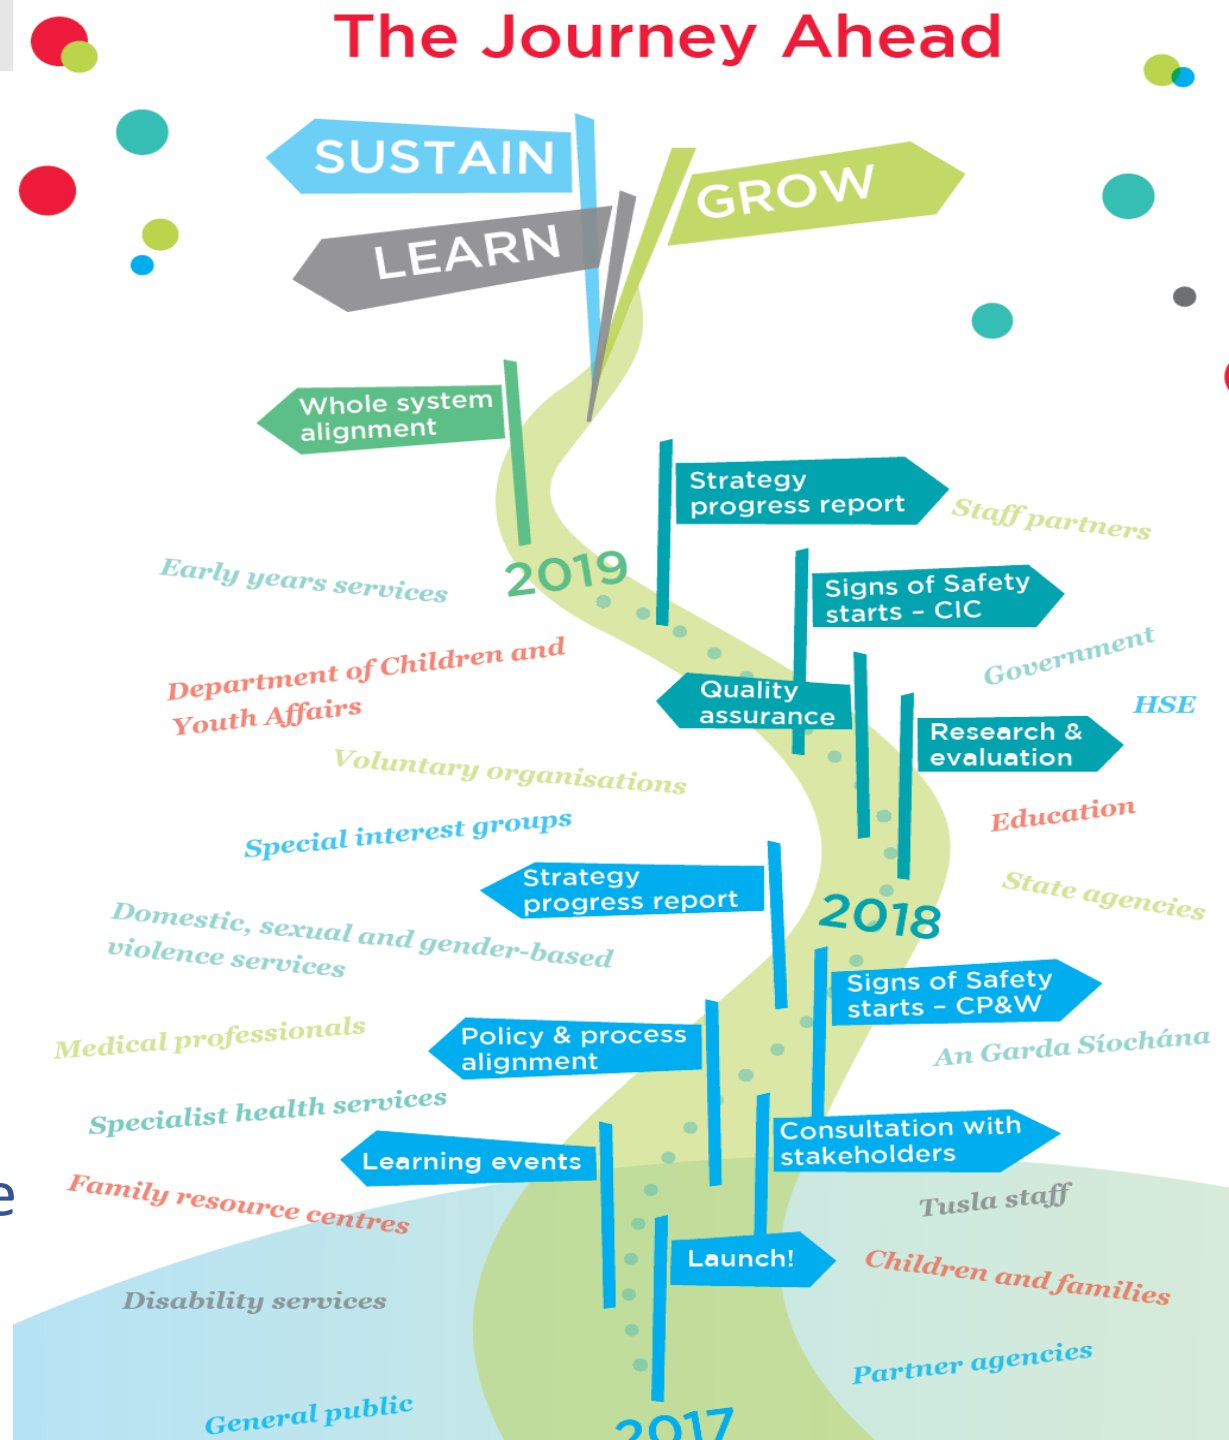 The Journey Ahead
SUSTAIN
GROW
LEARN
Whole system
alignment
Strategy
progress report
Staff partners
2019
Early years services
Signs of Safety
starts – CIC
Government
Department of Children and
Youth Affairs
Quality
assurance
HSE
Research &
evaluation
Voluntary organisations
Special interest groups
Education
Strategy
progress report
State agencies
2018
Domestic, sexual and gender-based
violence services
Signs of Safety
starts – CP&W
Medical professionals
Policy & process
alignment
An Garda Síochána
Specialist health services
Consultation with
stakeholders
Learning events
Family resource centres
Tusla staff
Launch!
Children and families
Disability services
Partner agencies
General public
2017
e